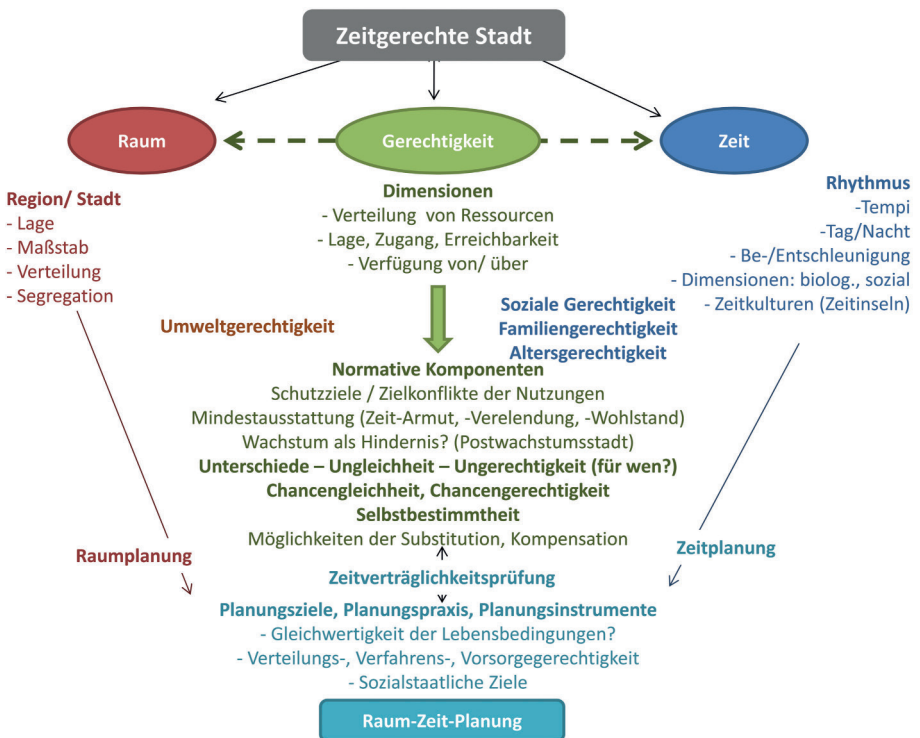 Zeitgerechte Stadt
Raum
Gerechtigkeit
Zeit
Region/ Stadt
- Lage
- Maßstab
- Verteilung
- Segregation
Dimensionen
- Verteilung von Ressourcen
- Lage, Zugang, Erreichbarkeit
- Verfügung von/ über
Rhythmus
-Tempi
-Tag/Nacht
- Be-/Entschleunigung
- Dimensionen: biolog., sozial
- Zeitkulturen (Zeitinseln)
Umweltgerechtigkeit
Soziale Gerechtigkeit
Familiengerechtigkeit
Altersgerechtigkeit
Normative Komponenten
Schutzziele / Zielkonflikte der Nutzungen
Mindestausstattung (Zeit-Armut, -Verelendung, -Wohlstand)
Wachstum als Hindernis? (Postwachstumsstadt)
Unterschiede – Ungleichheit – Ungerechtigkeit (für wen?)
Chancengleichheit, Chancengerechtigkeit
Selbstbestimmtheit
Möglichkeiten der Substitution, Kompensation
Raumplanung
Zeitplanung
Zeitverträglichkeitsprüfung
Planungsziele, Planungspraxis, Planungsinstrumente
- Gleichwertigkeit der Lebensbedingungen?
- Verteilungs-, Verfahrens-, Vorsorgegerechtigkeit
- Sozialstaatliche Ziele
Raum-Zeit-Planung